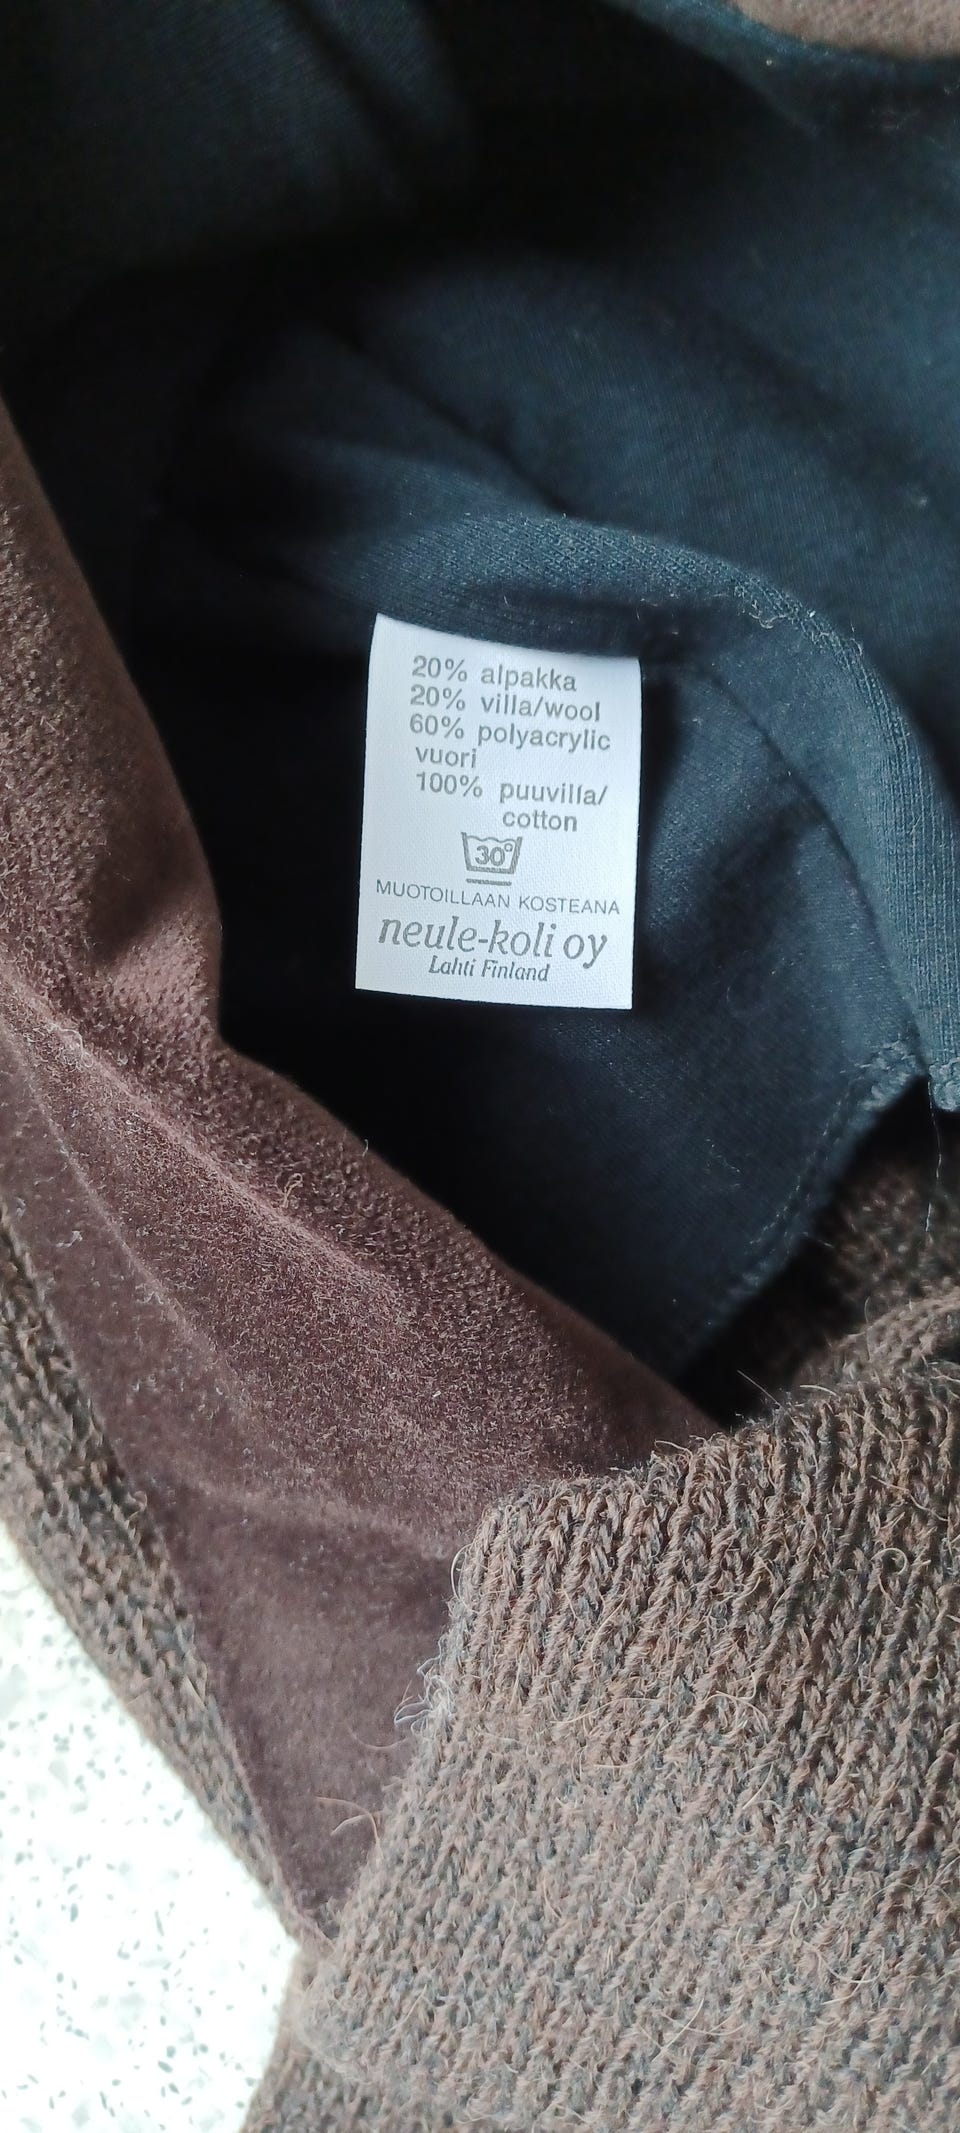 20% alpakka
20% villa/wool
60% polyacrylic
vuori
100% puuvilla/
cotton
30°
MUOTOILLAAN KOSTEANA
neule-koli oy
Lahti Finland